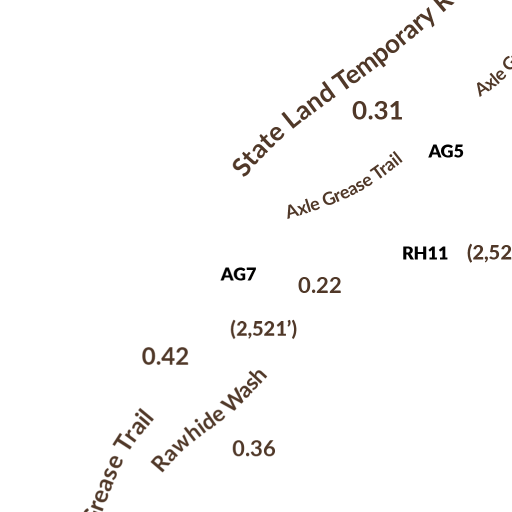 State Land Temporary
Axle
0.31
AG5
Axle Grease Trail
RH11
(2,52
AG7
0.22
(2,521’)
0.42
Rawhide Wash
Trail
0.36